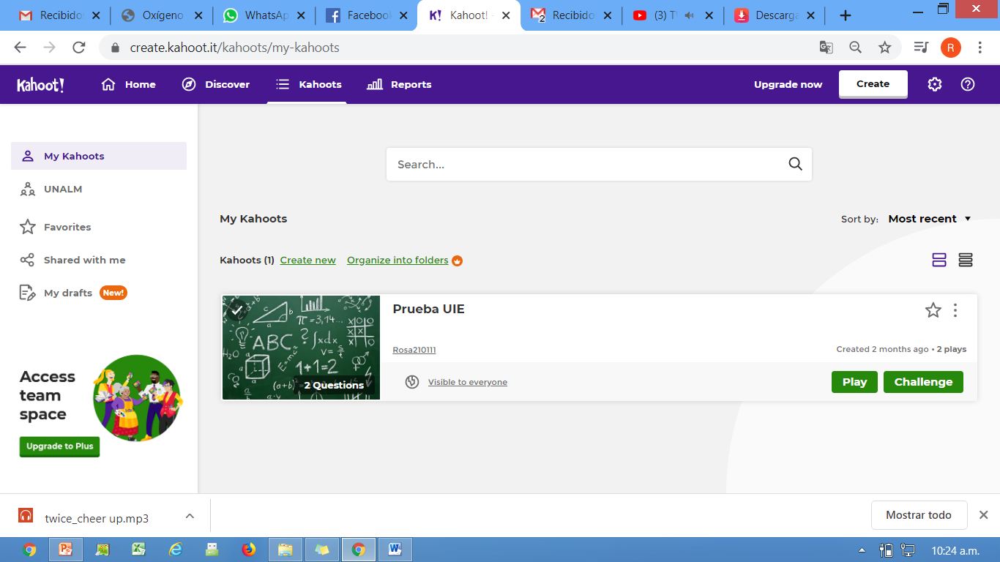 Recibidos Oxígeno WhatsAp Facebook Kahoot! - Recibido 2 (3) T Descarga
create.kahoot.it/kahoots/my-kahoots R
Kahoot! Home Discover Kahoots Reports Upgrade now Create
My Kahoots
UNALM
Favorites
Shared with me
My drafts New!
Access
team
space
Upgrade to Plus
Search...
My Kahoots Sort by: Most recent
Kahoots (1) Create new Organize into folders
ABC
π=3,14...
1+1=2
H₂O
2 Questions
Prueba UIE
Rosa210111 Created 2 months ago • 2 plays
Visible to everyone Play Challenge
twice_cheer up.mp3 Mostrar todo
10:24 a.m.